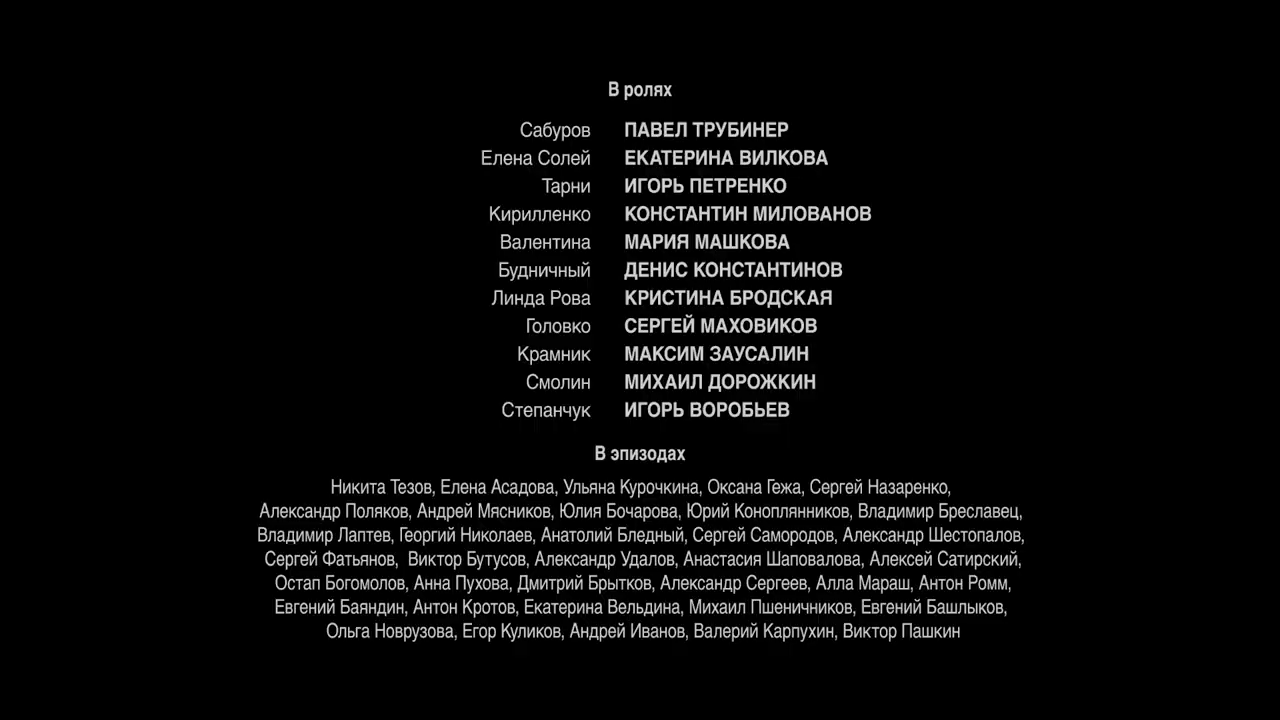 В ролях
Сабуров ПАВЕЛ ТРУБИНЕР
Елена Солей ЕКАТЕРИНА ВИЛКОВА
Тарни ИГОРЬ ПЕТРЕНКО
Кирилленко КОНСТАНТИН МИЛОВАНОВ
Валентина МАРИЯ МАШКОВА
Будничный ДЕНИС КОНСТАНТИНОВ
Линда Рова КРИСТИНА БРОДСКАЯ
Головко СЕРГЕЙ МАХОВИКОВ
Крамник МАКСИМ ЗАУСАЛИН
Смолин МИХАИЛ ДОРОЖКИН
Степанчук ИГОРЬ ВОРОБЬЕВ
В эпизодах
Никита Тезов, Елена Асадова, Ульяна Курочкина, Оксана Гежа, Сергей Назаренко,
Александр Поляков, Андрей Мясников, Юлия Бочарова, Юрий Коноплянников, Владимир Бреславец,
Владимир Лаптев, Георгий Николаев, Анатолий Бледный, Сергей Самородов, Александр Шестопалов,
Сергей Фатьянов, Виктор Бутусов, Александр Удалов, Анастасия Шаповалова, Алексей Сатирский,
Остап Богомолов, Анна Пухова, Дмитрий Брытков, Александр Сергеев, Алла Мараш, Антон Ромм,
Евгений Баяндин, Антон Кротов, Екатерина Вельдина, Михаил Пшеничников, Евгений Башлыков,
Ольга Новрузова, Егор Куликов, Андрей Иванов, Валерий Карпухин, Виктор Пашкин